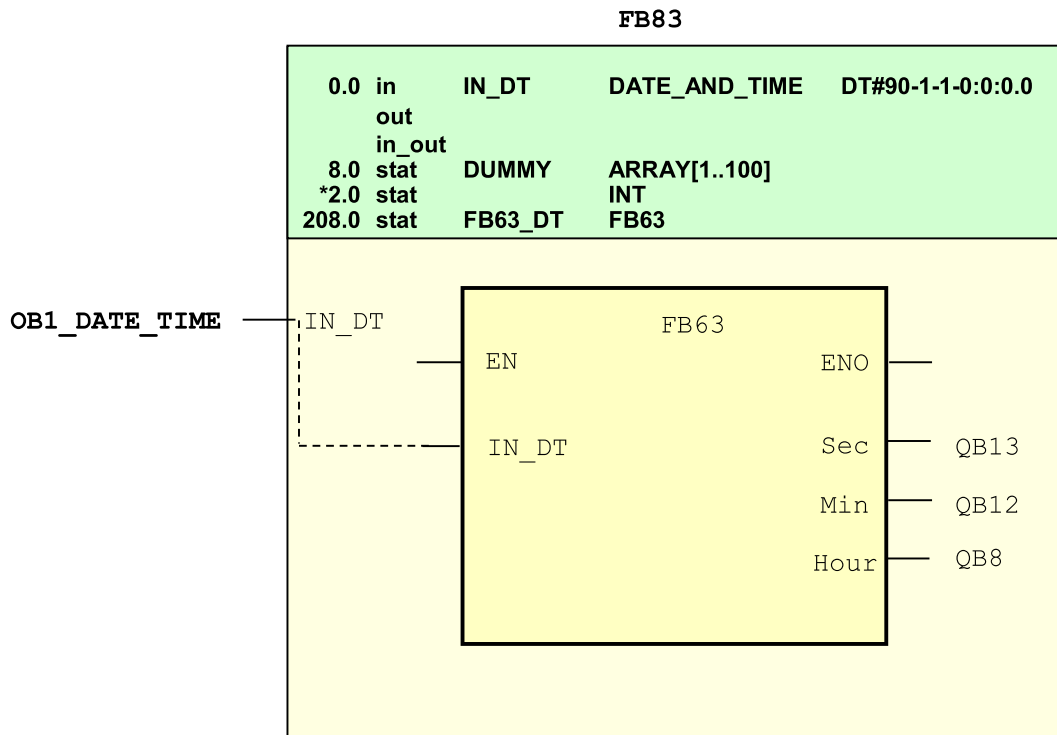 FB83
0.0 in IN_DT DATE_AND_TIME DT#90-1-1-0:0:0.0
out
in_out
8.0 stat DUMMY ARRAY[1..100]
*2.0 stat INT
208.0 stat FB63_DT FB63
OB1_DATE_TIME IN_DT FB63
EN ENO
IN_DT Sec QB13
Min QB12
Hour QB8